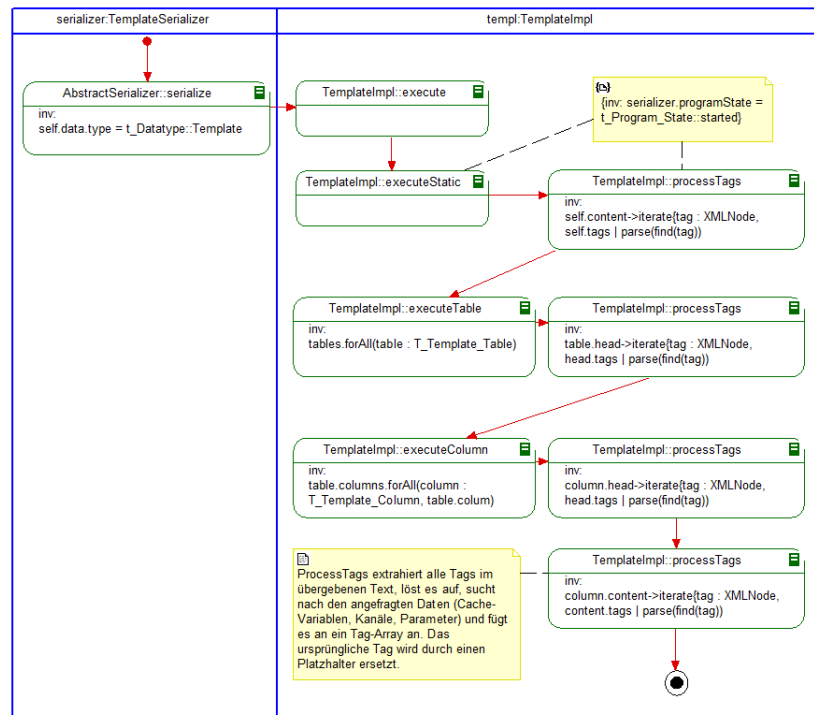 serializer:TemplateSerializer
templ:TemplateImpl
AbstractSerializer::serialize
inv:
self.data.type = t_Datatype::Template
TemplateImpl::execute
{inv: serializer.programState =
t_Program_State::started}
TemplateImpl::executeStatic
TemplateImpl::processTags
inv:
self.content->iterate{tag : XMLNode,
self.tags | parse(find(tag))
TemplateImpl::executeTable
inv:
tables.forAll(table : T_Template_Table)
TemplateImpl::processTags
inv:
table.head->iterate{tag : XMLNode,
head.tags | parse(find(tag))
TemplateImpl::executeColumn
inv:
table.columns.forAll(column :
T_Template_Column, table.colum)
TemplateImpl::processTags
inv:
column.head->iterate{tag : XMLNode,
head.tags | parse(find(tag))
ProcessTags extrahiert alle Tags im
übergebenen Text, löst es auf, sucht
nach den angefragten Daten (Cache-
Variablen, Kanäle, Parameter) und fügt
es an ein Tag-Array an. Das
ursprüngliche Tag wird durch einen
Platzhalter ersetzt.
TemplateImpl::processTags
inv:
column.content->iterate{tag : XMLNode,
content.tags | parse(find(tag))